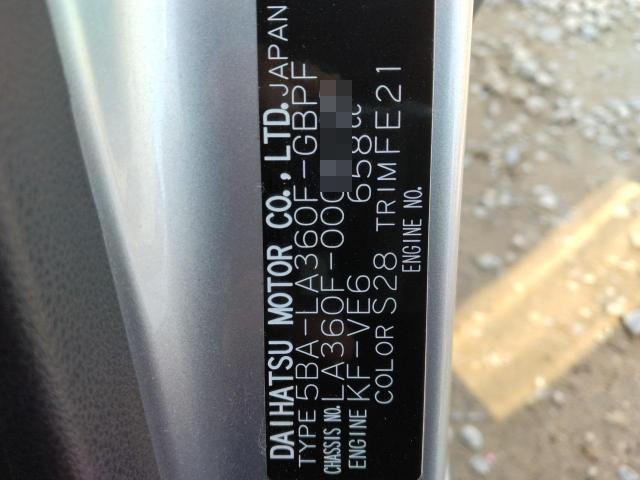 DAIHATSU MOTOR CO., LTD. JAPAN
TYPE 5BA-LA360F-GBPF
CHASSIS NO. LA360F-000
ENGINE KF-VE6 658cc
COLOR S28 TRIM FE21
ENGINE NO.